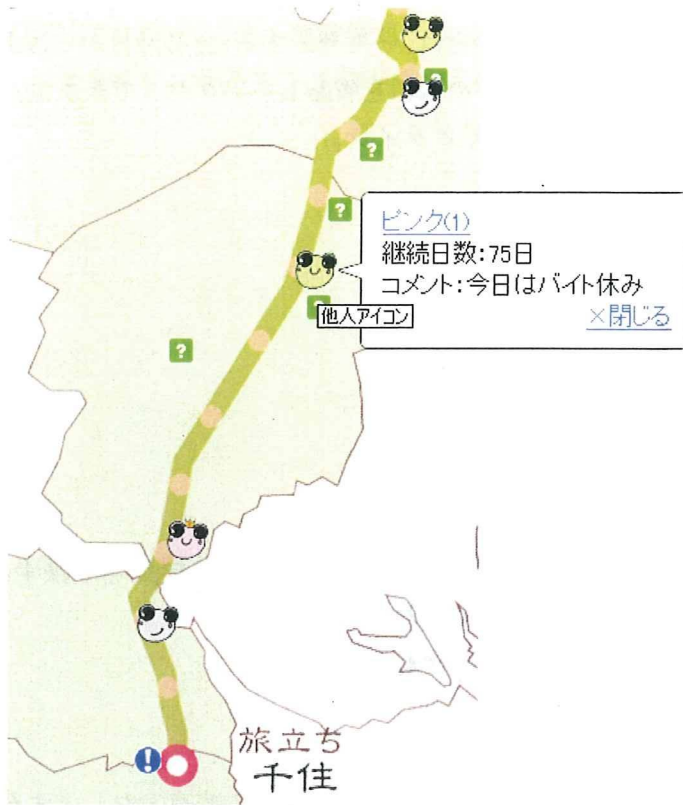 ?
?
?
ピンク(1)
継続日数:75日
コメント:今日はバイト休み
×閉じる
他人アイコン
?
!
旅立ち
千住